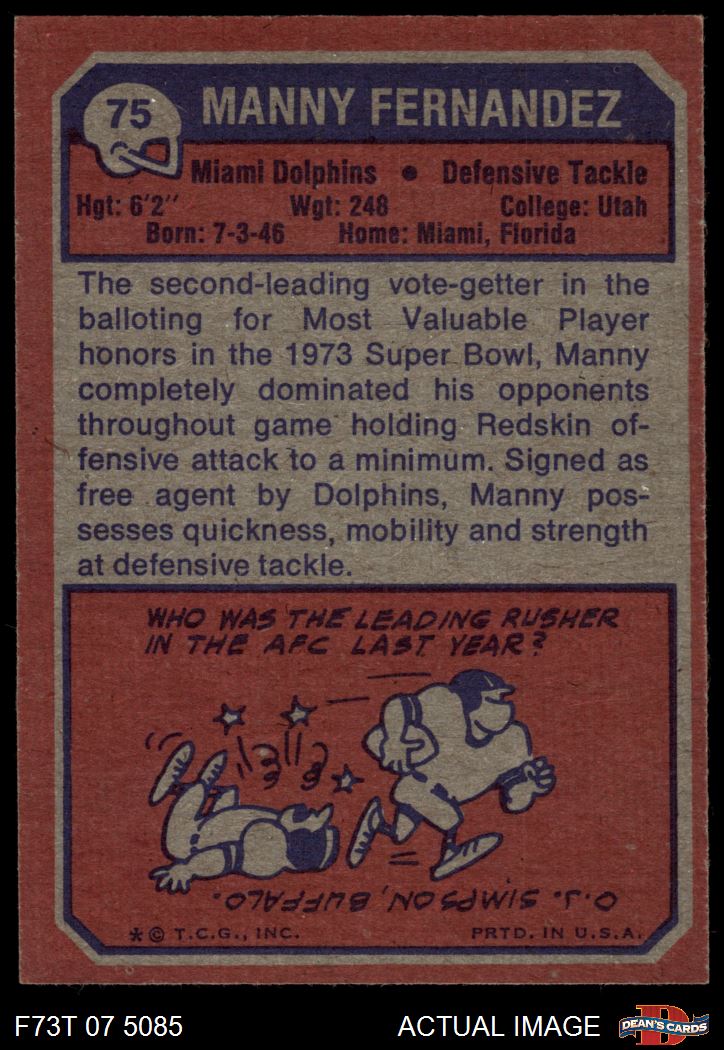 75 MANNY FERNANDEZ
Miami Dolphins • Defensive Tackle
Hgt: 6'2" Wgt: 248 College: Utah
Born: 7-3-46 Home: Miami, Florida
The second-leading vote-getter in the
balloting for Most Valuable Player
honors in the 1973 Super Bowl, Manny
completely dominated his opponents
throughout game holding Redskin of-
fensive attack to a minimum. Signed as
free agent by Dolphins, Manny pos-
sesses quickness, mobility and strength
at defensive tackle.
WHO WAS THE LEADING RUSHER
IN THE AFC LAST YEAR?
O.J. SIMPSON, BUFFALO.
* © T.C.G., INC. PRTD. IN U.S.A.
F73T 07 5085 ACTUAL IMAGE D DEAN'S CARDS